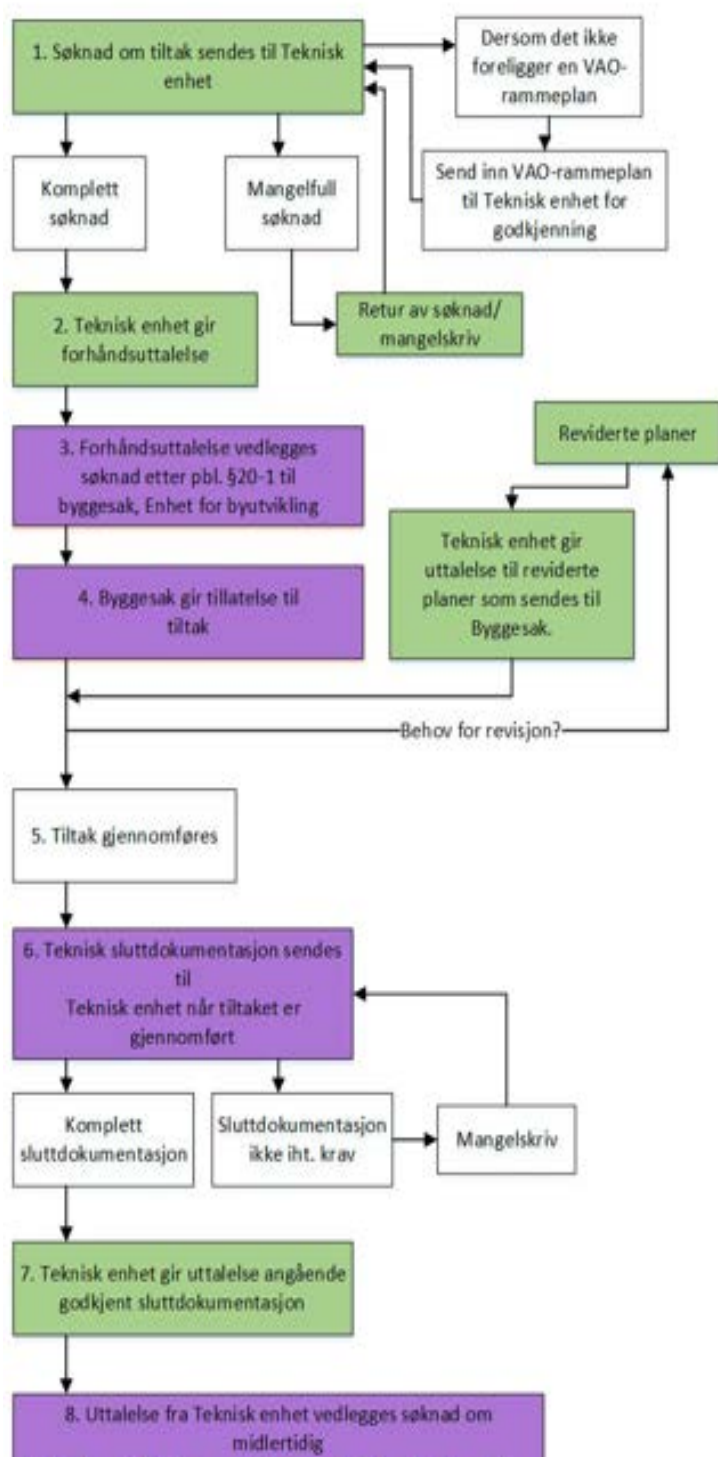 1. Søknad om tiltak sendes til Teknisk
enhet
Dersom det ikke
foreligger en VAO-
rammeplan
Komplett
søknad
Mangelfull
søknad
Send inn VAO-rammeplan
til Teknisk enhet for
godkjenning
2. Teknisk enhet gir
forhåndsuttalelse
Retur av søknad/
mangelskriv
3. Forhåndsuttalelse vedlegges
søknad etter pbl. §20-1 til
byggesak, Enhet for byutvikling
Reviderte planer
4. Byggesak gir tillatelse til
tiltak
Teknisk enhet gir
uttalelse til reviderte
planer som sendes til
Byggesak.
Behov for revisjon?
5. Tiltak gjennomføres
6. Teknisk sluttdokumentasjon sendes
til
Teknisk enhet når tiltaket er
gjennomført
Komplett
sluttdokumentasjon
Sluttdokumentasjon
ikke iht. krav
Mangelskriv
7. Teknisk enhet gir uttalelse angående
godkjent sluttdokumentasjon
8. Uttalelse fra Teknisk enhet vedlegges søknad om
midlertidig